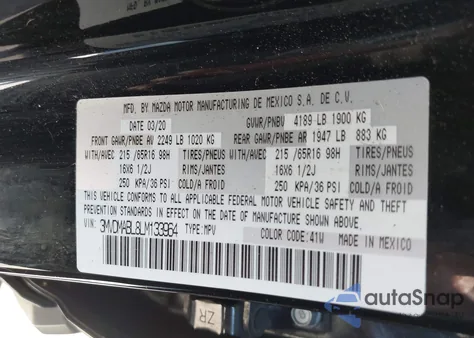 MFD. BY MAZDA MOTOR MANUFACTURING DE MEXICO S.A. DE C.V.
DATE 03/20 GVWR/PNBV 4189 LB 1900 KG
FRONT GAWR/PNBE AV 2249 LB 1020 KG REAR GAWR/PNBE AR 1947 LB 883 KG
WITH/AVEC 215 /65R16 98H TIRES/PNEUS WITH/AVEC 215 /65R16 98H TIRES/PNEUS
16X6 1/2J RIMS/JANTES 16X6 1/2J RIMS/JANTES
250 KPA/36 PSI COLD/A FROID 250 KPA/36 PSI COLD/A FROID
THIS VEHICLE CONFORMS TO ALL APPLICABLE FEDERAL MOTOR VEHICLE SAFETY AND THEFT
PREVENTION STANDARDS IN EFFECT ON THE DATE OF MANUFACTURE SHOWN ABOVE.
VIN: 3MVDMABL8LM133964 TYPE: MPV COLOR CODE: 41W MADE IN MEXICO
ZR
autoSnap